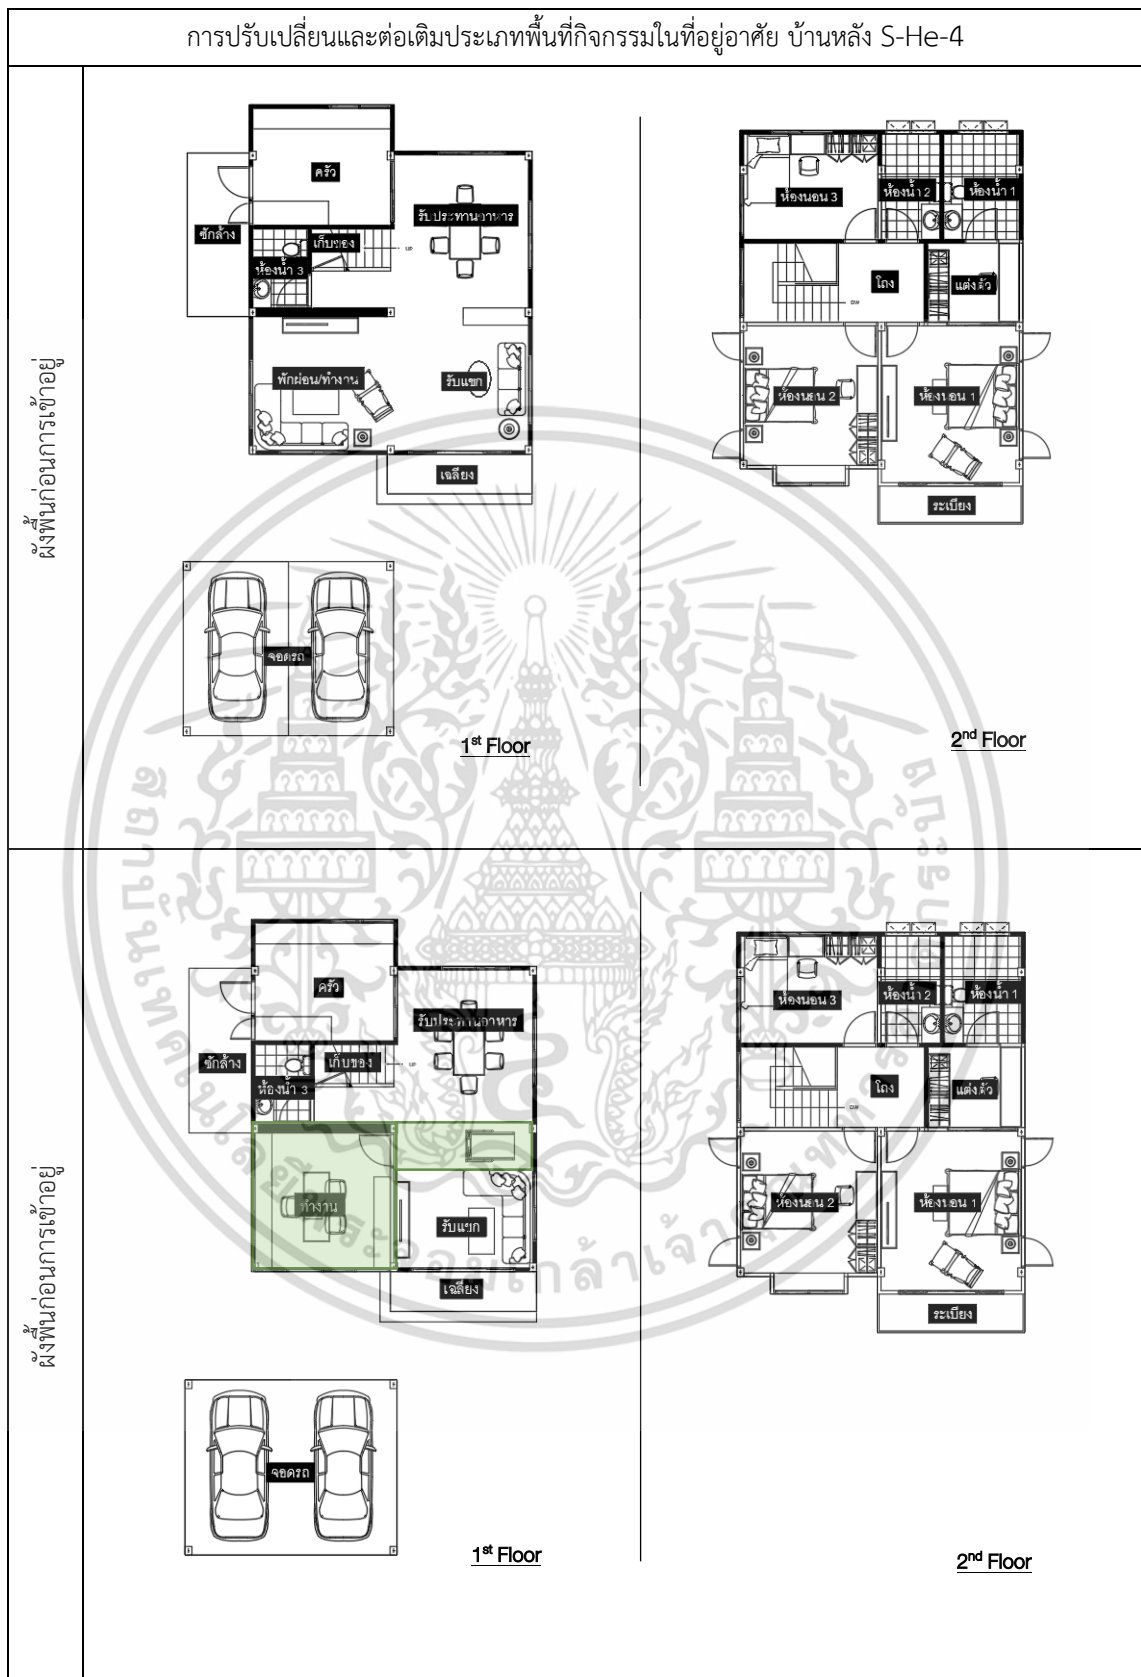 การปรับเปลี่ยนและต่อเติมประเภทพื้นที่กิจกรรมในที่อยู่อาศัย บ้านหลัง S-He-4
ผังพื้นก่อนการเข้าอยู่
ครัว
รับประทานอาหาร
ซักล้าง
เก็บของ
UP
ห้องน้ำ 3
พักผ่อน/ทำงาน
รับแขก
เฉลียง
จอดรถ
1st Floor
ห้องนอน 3
ห้องน้ำ 2
ห้องน้ำ 1
โถง
แต่งตัว
DW
ห้องนอน 2
ห้องนอน 1
ระเบียง
2nd Floor
ผังพื้นก่อนการเข้าอยู่
ครัว
รับประทานอาหาร
ซักล้าง
เก็บของ
UP
ห้องน้ำ 3
ทำงาน
รับแขก
เฉลียง
จอดรถ
1st Floor
ห้องนอน 3
ห้องน้ำ 2
ห้องน้ำ 1
โถง
แต่งตัว
DW
ห้องนอน 2
ห้องนอน 1
ระเบียง
2nd Floor